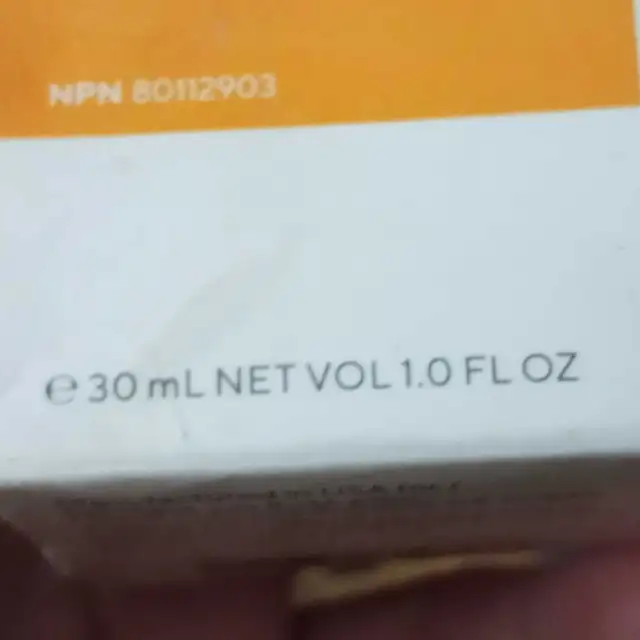 NPN 80112903
℮ 30 mL NET VOL 1.0 FL OZ